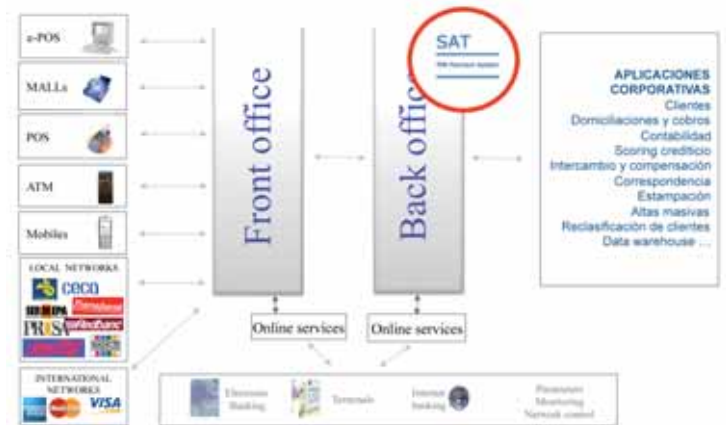 e-POS
MALLs
POS
ATM
Mobiles
LOCAL NETWORKS
ceca
INTERNATIONAL
NETWORKS
VISA
Front office
Online services
SAT
Back office
Online services
Electronic
Banking
Terminals
Internet
banking
Parameters
Monitoring
Network control
APLICACIONES
CORPORATIVAS
Clientes
Domiciliaciones y cobros
Contabilidad
Scoring crediticio
Intercambio y compensación
Correspondencia
Estampación
Altas masivas
Reclasificación de clientes
Data warehouse ...